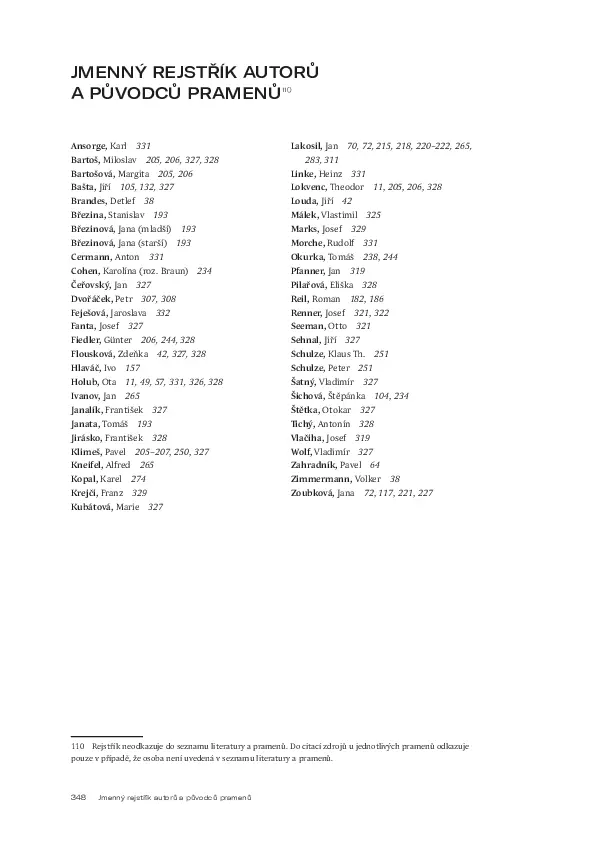 JMENNÝ REJSTŘÍK AUTORŮ
A PŮVODCŮ PRAMENŮ110
Ansorge, Karl 331
Bartoš, Miloslav 205, 206, 327, 328
Bartošová, Margita 205, 206
Bašta, Jiří 105, 132, 327
Brandes, Detlef 38
Březina, Stanislav 193
Březinová, Jana (mladší) 193
Březinová, Jana (starší) 193
Cermann, Anton 331
Cohen, Karolína (roz. Braun) 234
Čeřovský, Jan 327
Dvořáček, Petr 307, 308
Feješová, Jaroslava 332
Fanta, Josef 327
Fiedler, Günter 206, 244, 328
Flousková, Zdeňka 42, 327, 328
Hlaváč, Ivo 157
Holub, Ota 11, 49, 57, 331, 326, 328
Ivanov, Jan 265
Janalík, František 327
Janata, Tomáš 193
Jirásko, František 328
Klimeš, Pavel 205–207, 250, 327
Kneifel, Alfred 265
Kopal, Karel 274
Krejčí, Franz 329
Kubátová, Marie 327
Lakosil, Jan 70, 72, 215, 218, 220–222, 265,
283, 311
Linke, Heinz 331
Lokvenc, Theodor 11, 205, 206, 328
Louda, Jiří 42
Málek, Vlastimil 325
Marks, Josef 329
Morche, Rudolf 331
Okurka, Tomáš 238, 244
Pfanner, Jan 319
Pilařová, Eliška 328
Reil, Roman 182, 186
Renner, Josef 321, 322
Seeman, Otto 321
Sehnal, Jiří 327
Schulze, Klaus Th. 251
Schulze, Peter 251
Šatný, Vladimír 327
Šichová, Štěpánka 104, 234
Štětka, Otokar 327
Tichý, Antonín 328
Vlačiha, Josef 319
Wolf, Vladimír 327
Zahradník, Pavel 64
Zimmermann, Volker 38
Zoubková, Jana 72, 117, 221, 227
110 Rejstřík neodkazuje do seznamu literatury a pramenů. Do citací zdrojů u jednotlivých pramenů odkazuje
pouze v případě, že osoba není uvedená v seznamu literatury a pramenů.
348 Jmenný rejstřík autorů a původců pramenů